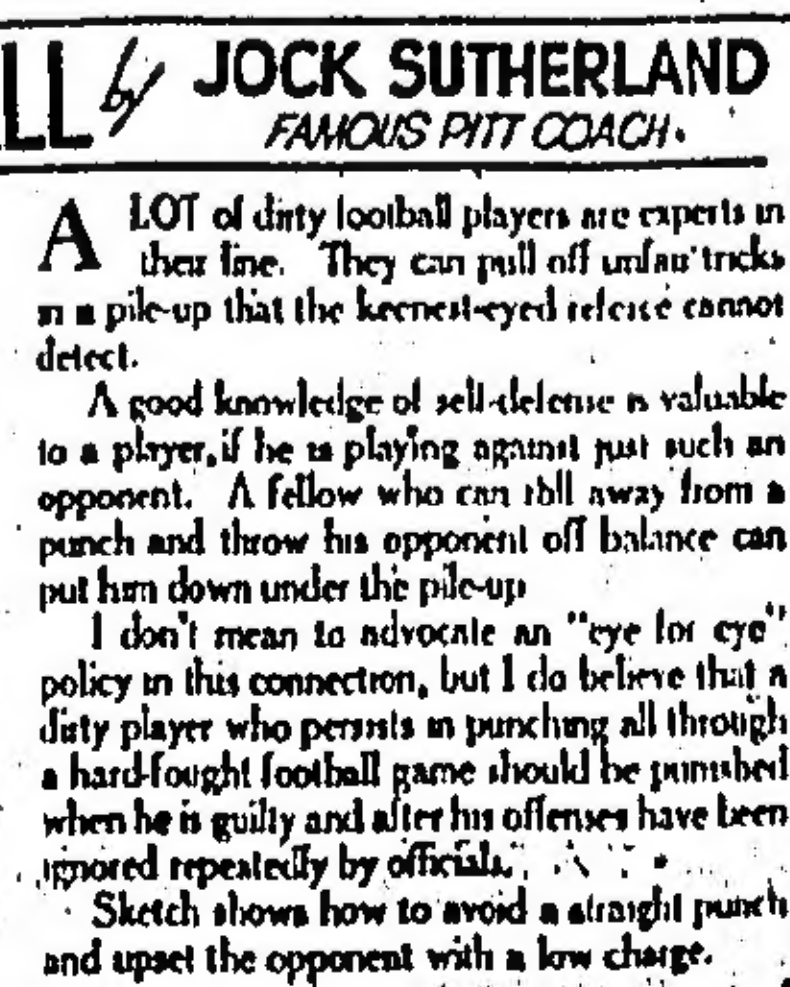 LL by JOCK SUTHERLAND
FAMOUS PITT COACH.
A LOT of dirty football players are experts in
their line. They can pull off unfair tricks
in a pile-up that the keenest-eyed referee cannot
detect.
A good knowledge of self-defense is valuable
to a player, if he is playing against just such an
opponent. A fellow who can roll away from a
punch and throw his opponent off balance can
put him down under the pile-up
I don't mean to advocate an "eye for eye"
policy in this connection, but I do believe that a
dirty player who persists in punching all through
a hard-fought football game should be punished
when he is guilty and after his offenses have been
ignored repeatedly by officials.
Sketch shows how to avoid a straight punch
and upset the opponent with a low charge.